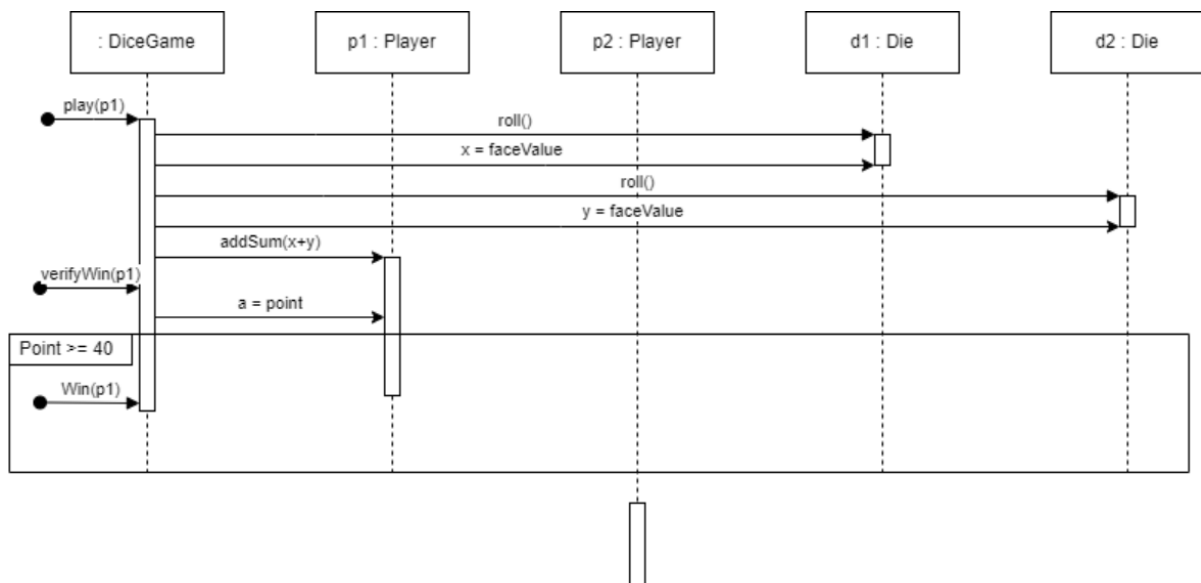 : DiceGame
p1 : Player
p2 : Player
d1 : Die
d2 : Die
play(p1)
roll()
x = faceValue
roll()
y = faceValue
addSum(x+y)
verifyWin(p1)
a = point
Point >= 40
Win(p1)